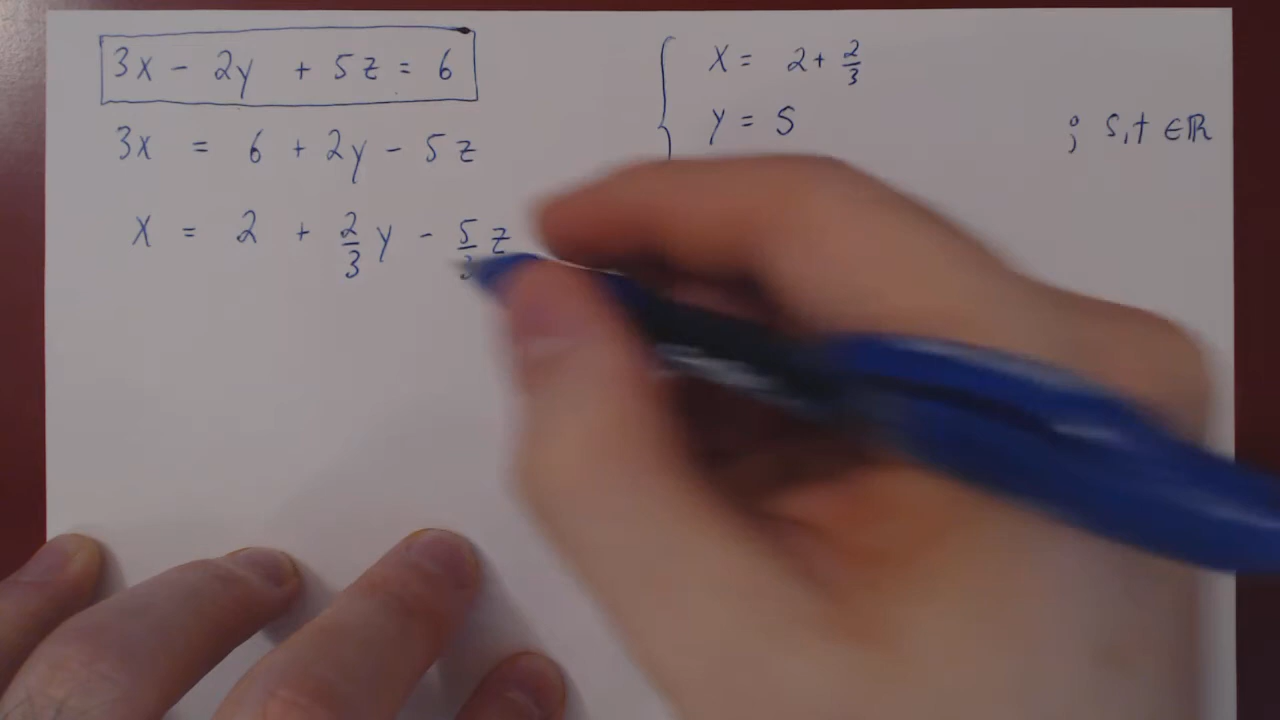 3x - 2y + 5z = 6
3x = 6 + 2y - 5z
x = 2 + 2/3 y - 5/3 z
x = 2 + 2/3
y = s
; s,t ∈ ℝ